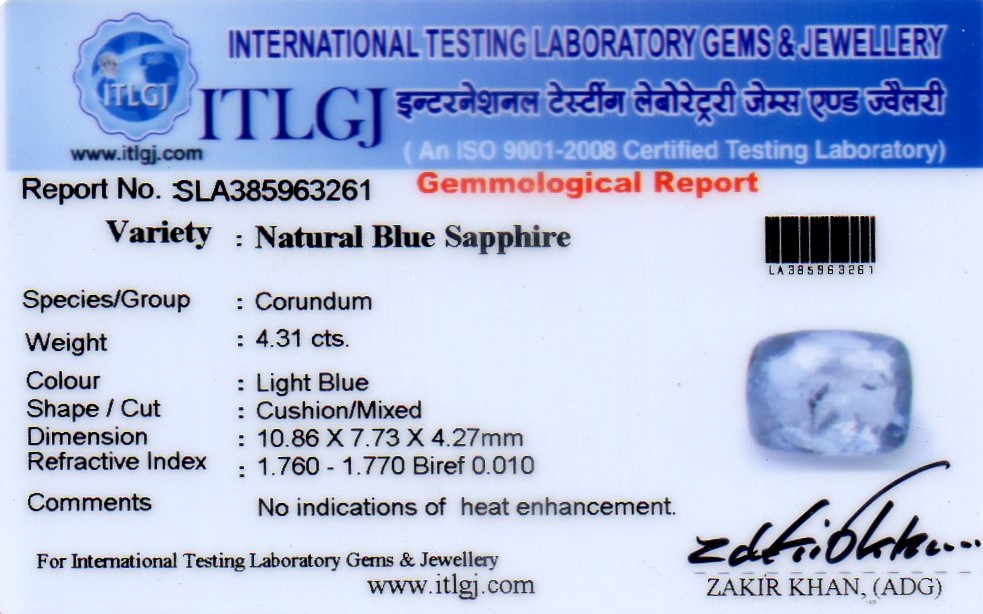 INTERNATIONAL TESTING LABORATORY GEMS & JEWELLERY
ITLGJ
ITLGJ
इन्टरनेशनल टेस्टींग लेबोरेट्ररी जेम्स एण्ड ज्वैलरी
www.itlgj.com
( An ISO 9001-2008 Certified Testing Laboratory)
Report No. : SLA385963261
Gemmological Report
Variety : Natural Blue Sapphire
LA385963261
Species/Group : Corundum
Weight : 4.31 cts.
Colour : Light Blue
Shape / Cut : Cushion/Mixed
Dimension : 10.86 X 7.73 X 4.27mm
Refractive Index : 1.760 - 1.770 Biref 0.010
Comments No indications of heat enhancement.
For International Testing Laboratory Gems & Jewellery
www.itlgj.com
ZAKIR KHAN, (ADG)